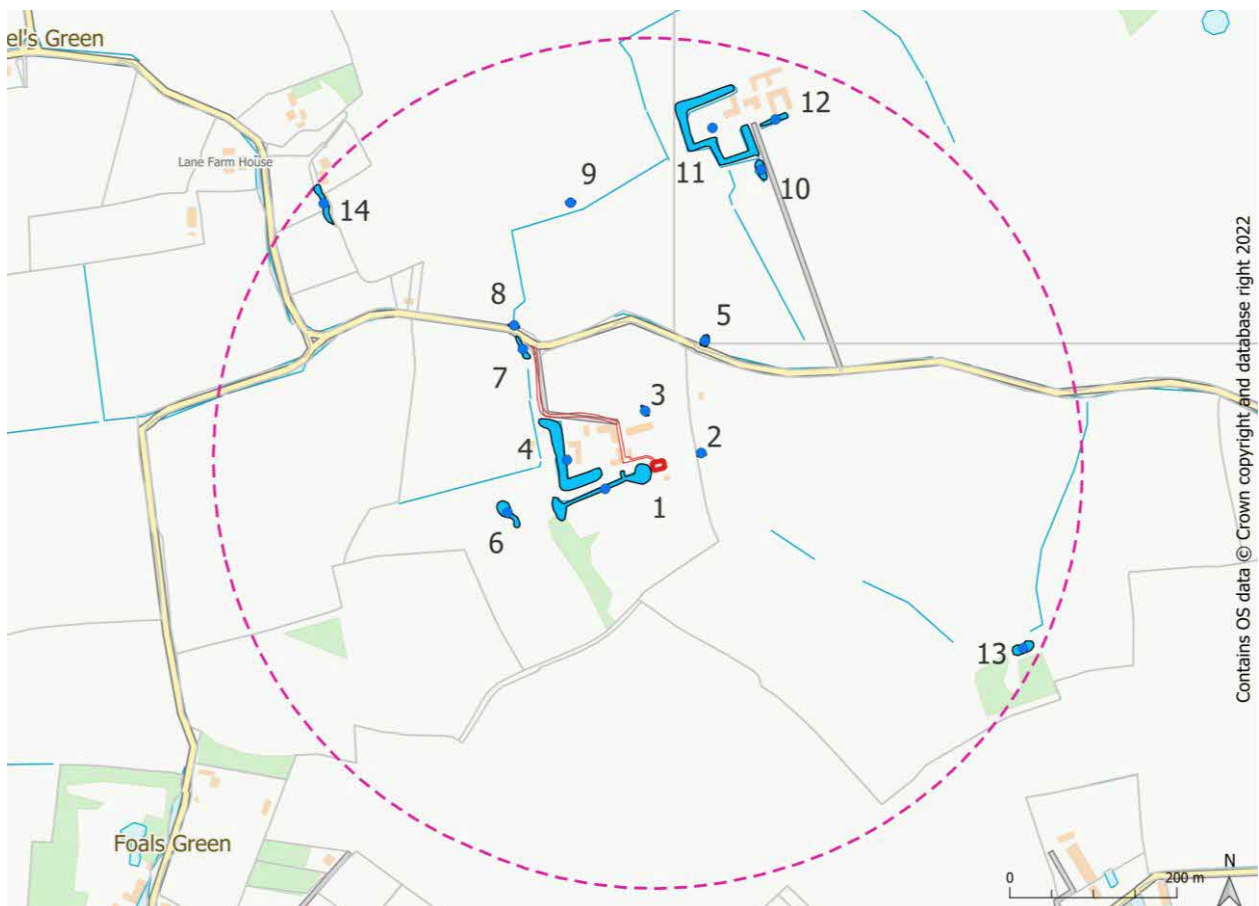 el's Green
12
Lane Farm House
9
11
10
14
8
5
7
3
4
2
1
6
13
Foals Green
N
0
200 m
Contains OS data © Crown copyright and database right 2022